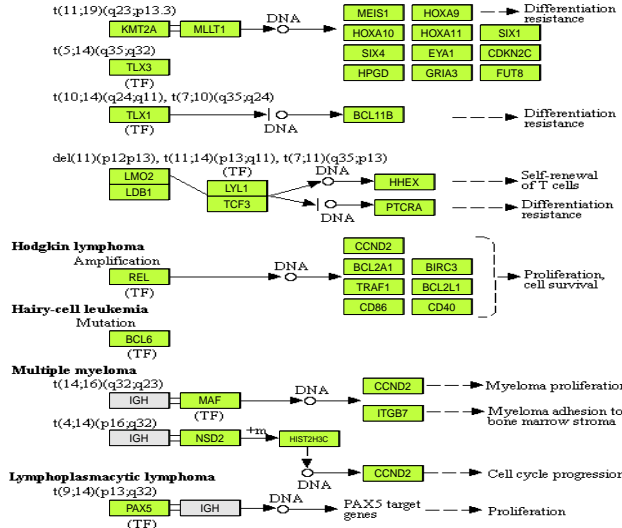 t(11;19)(q23;p13.3)
KMT2A MLLT1 DNA MEIS1 HOXA9 Differentiation resistance
HOXA10 HOXA11 SIX1
t(5;14)(q35;q32)
TLX3 SIX4 EYA1 CDKN2C
(TF) HPGD GRIA3 FUT8
t(10;14)(q24;q11), t(7;10)(q35;q24)
TLX1 BCL11B Differentiation
(TF) DNA resistance
del(11)(p12p13), t(11;14)(p13;q11), t(7;11)(q35;p13)
(TF) DNA
LMO2 LYL1 HHEX Self-renewal
LDB1 TCF3 of T cells
PTCRA Differentiation
DNA resistance
Hodgkin lymphoma CCND2
Amplification DNA BCL2A1 BIRC3
REL TRAF1 BCL2L1 Proliferation,
(TF) CD86 CD40 cell survival
Hairy-cell leukemia
Mutation
BCL6
(TF)
Multiple myeloma
t(14;16)(q32;q23) DNA
IGH MAF CCND2 Myeloma proliferation
(TF) ITGB7 Myeloma adhesion to
t(4;14)(p16;q32) bone marrow stroma
IGH NSD2 +m HIST2H3C
CCND2 Cell cycle progression
DNA
Lymphoplasmacytic lymphoma
t(9;14)(p13;q32) DNA
PAX5 IGH PAX5 target Proliferation
(TF) genes